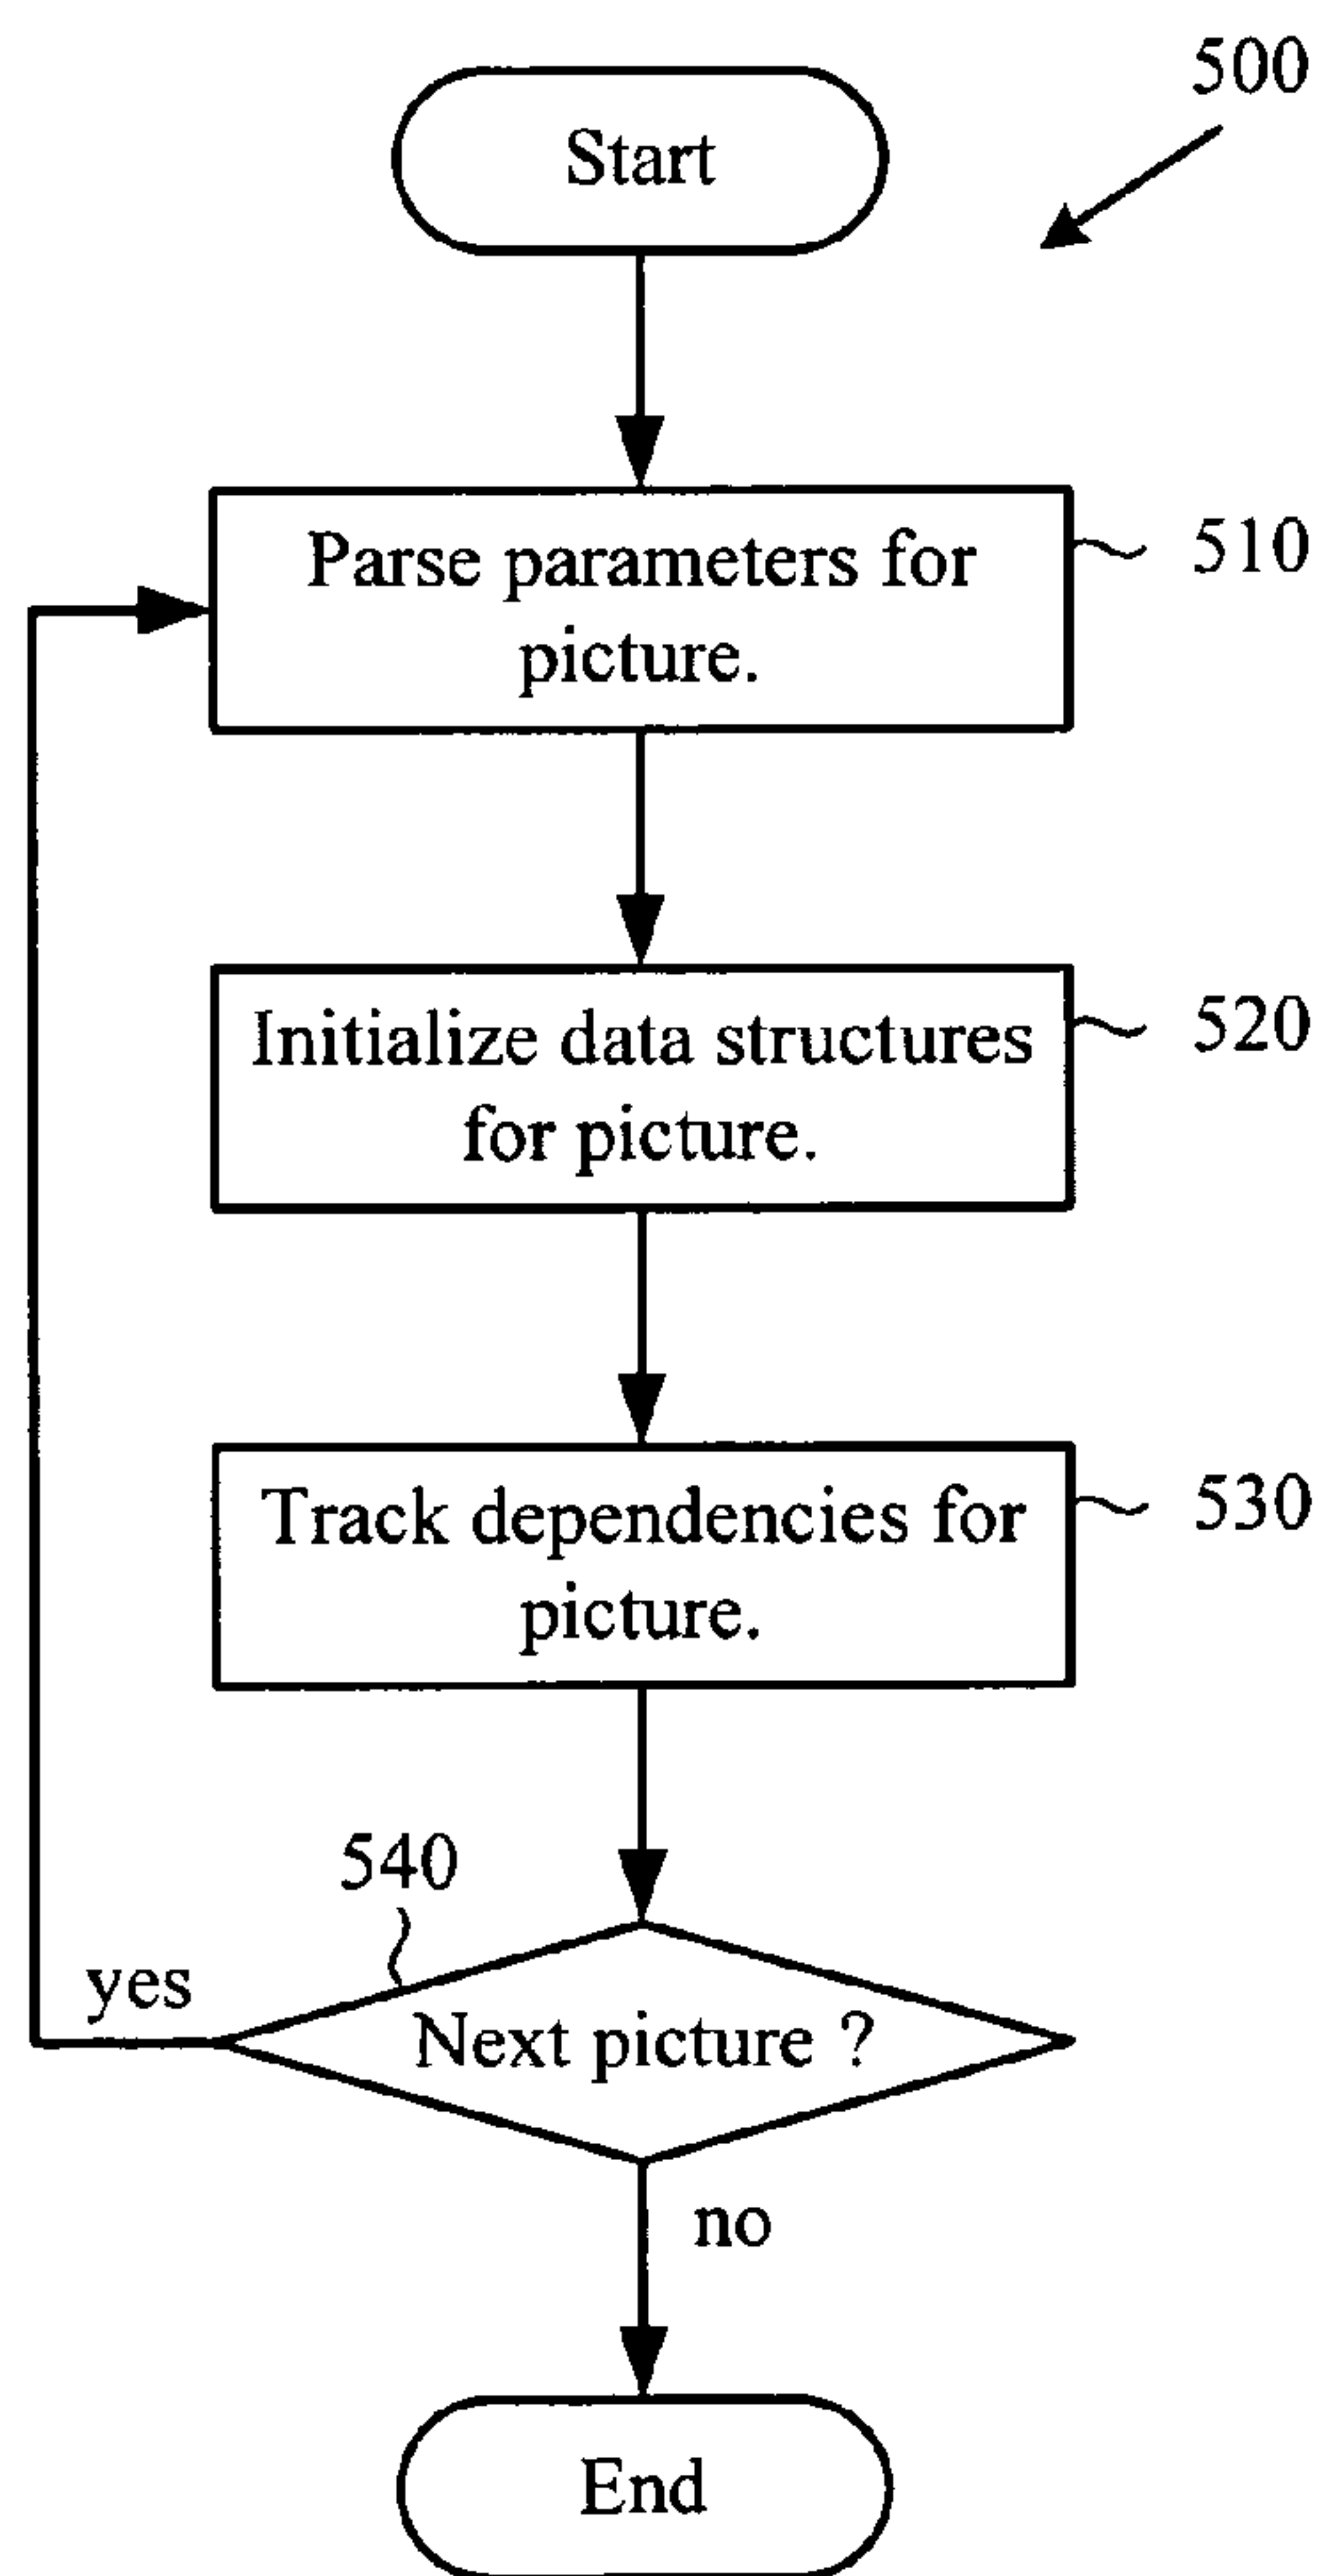 500
Start
Parse parameters for
picture.
510
Initialize data structures
for picture.
520
Track dependencies for
picture.
530
540
yes
Next picture ?
no
End